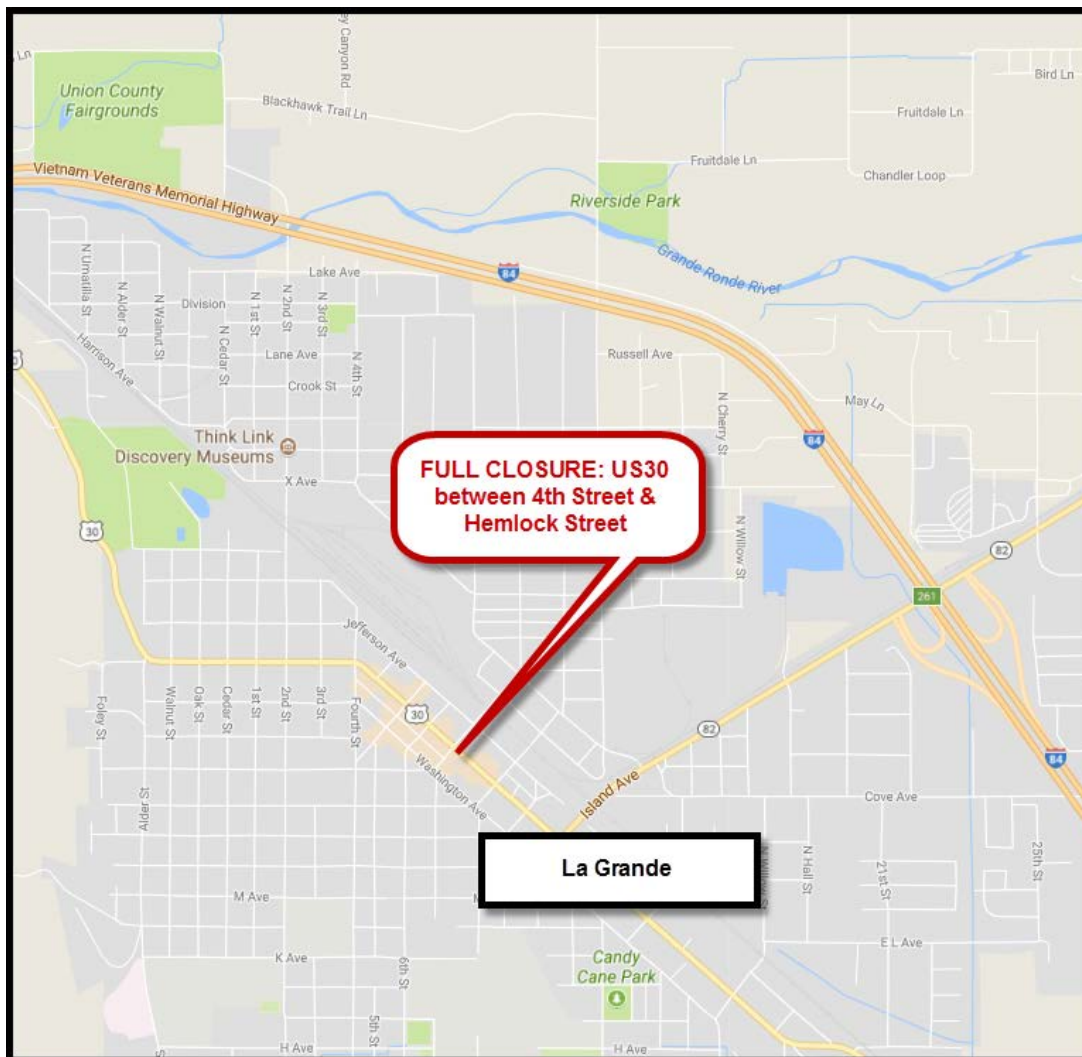 ey Canyon Rd
Ln
Bird Ln
Union County
Fairgrounds
Blackhawk Trail Ln
Fruitdale Ln
Fruitdale Ln
Chandler Loop
Vietnam Veterans Memorial Highway
Riverside Park
Grande Ronde River
84
Lake Ave
N Umatilla St
N Alder St
N Walnut St
Division
N Cedar St
N 1st St
N 2nd St
N 3rd St
Harrison Ave
Lane Ave
N 4th St
Russell Ave
0
Crook St
N Cherry St
May Ln
84
Think Link
Discovery Museums
X Ave
FULL CLOSURE: US30
between 4th Street &
Hemlock Street
30
N Willow St
82
261
Jefferson Ave
Foley St
Walnut St
Oak St
Cedar St
1st St
2nd St
3rd St
Fourth St
30
82
84
Washington Ave
Island Ave
Alder St
Cove Ave
La Grande
N Hall St
21st St
25th St
M Ave
E L Ave
K Ave
6th St
Candy
Cane Park
5th St
H Ave
H Ave